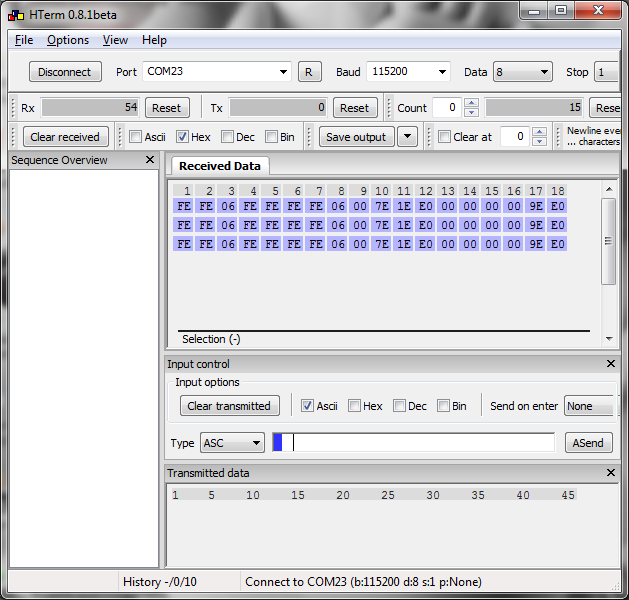 HTerm 0.8.1beta
File Options View Help
Disconnect Port COM23 R Baud 115200 Data 8 Stop 1
Rx 54 Reset Tx 0 Reset Count 0 15 Rese
Clear received Ascii Hex Dec Bin Save output Clear at 0 Newline eve
... characters
Sequence Overview
Received Data
1 2 3 4 5 6 7 8 9 10 11 12 13 14 15 16 17 18
FE FE 06 FE FE FE FE 06 00 7E 1E E0 00 00 00 00 9E E0
FE FE 06 FE FE FE FE 06 00 7E 1E E0 00 00 00 00 9E E0
FE FE 06 FE FE FE FE 06 00 7E 1E E0 00 00 00 00 9E E0
Selection (-)
Input control
Input options
Clear transmitted Ascii Hex Dec Bin Send on enter None
Type ASC ASend
Transmitted data
1 5 10 15 20 25 30 35 40 45
History -/0/10 Connect to COM23 (b:115200 d:8 s:1 p:None)